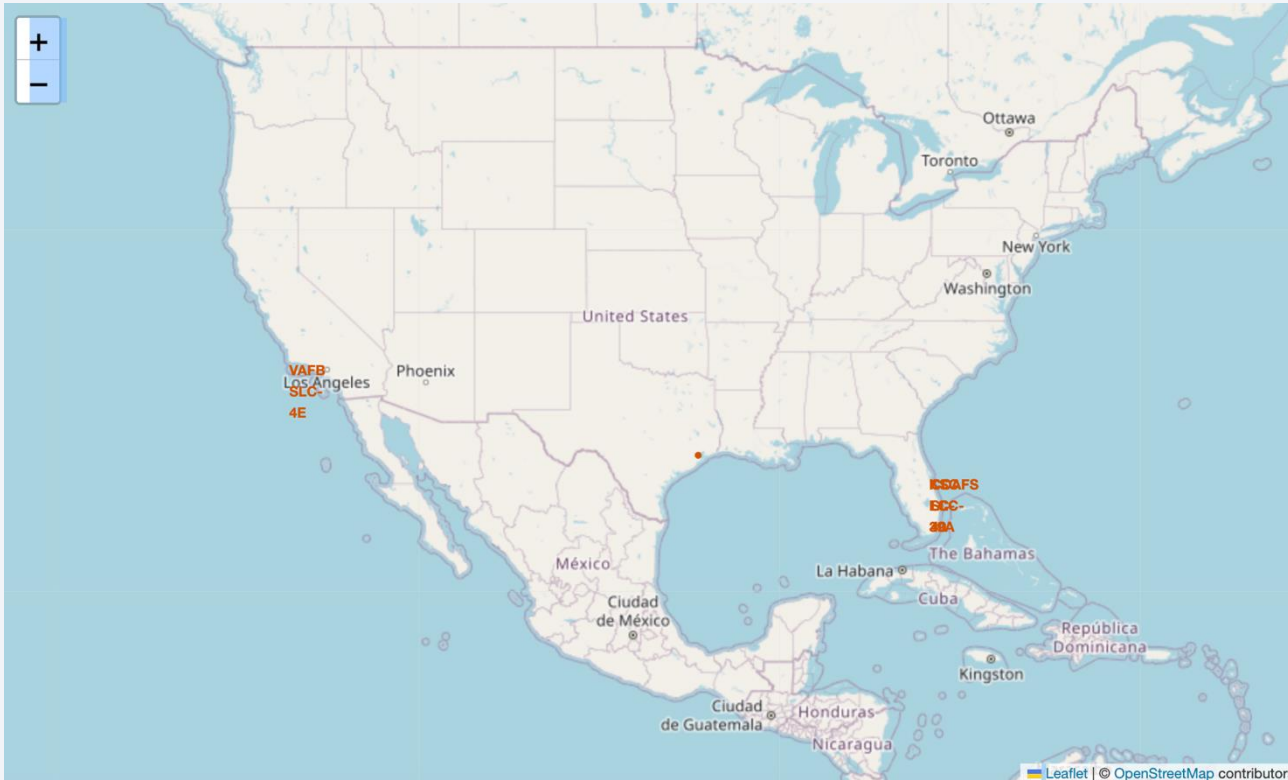 +
−
Ottawa
Toronto
New York
Washington
United States
VAFB
SLC-
4E
Los Angeles
Phoenix
The Bahamas
La Habana
Cuba
México
Ciudad
de México
República
Dominicana
Kingston
Ciudad
de Guatemala
Honduras
Nicaragua
Leaflet | © OpenStreetMap contributor